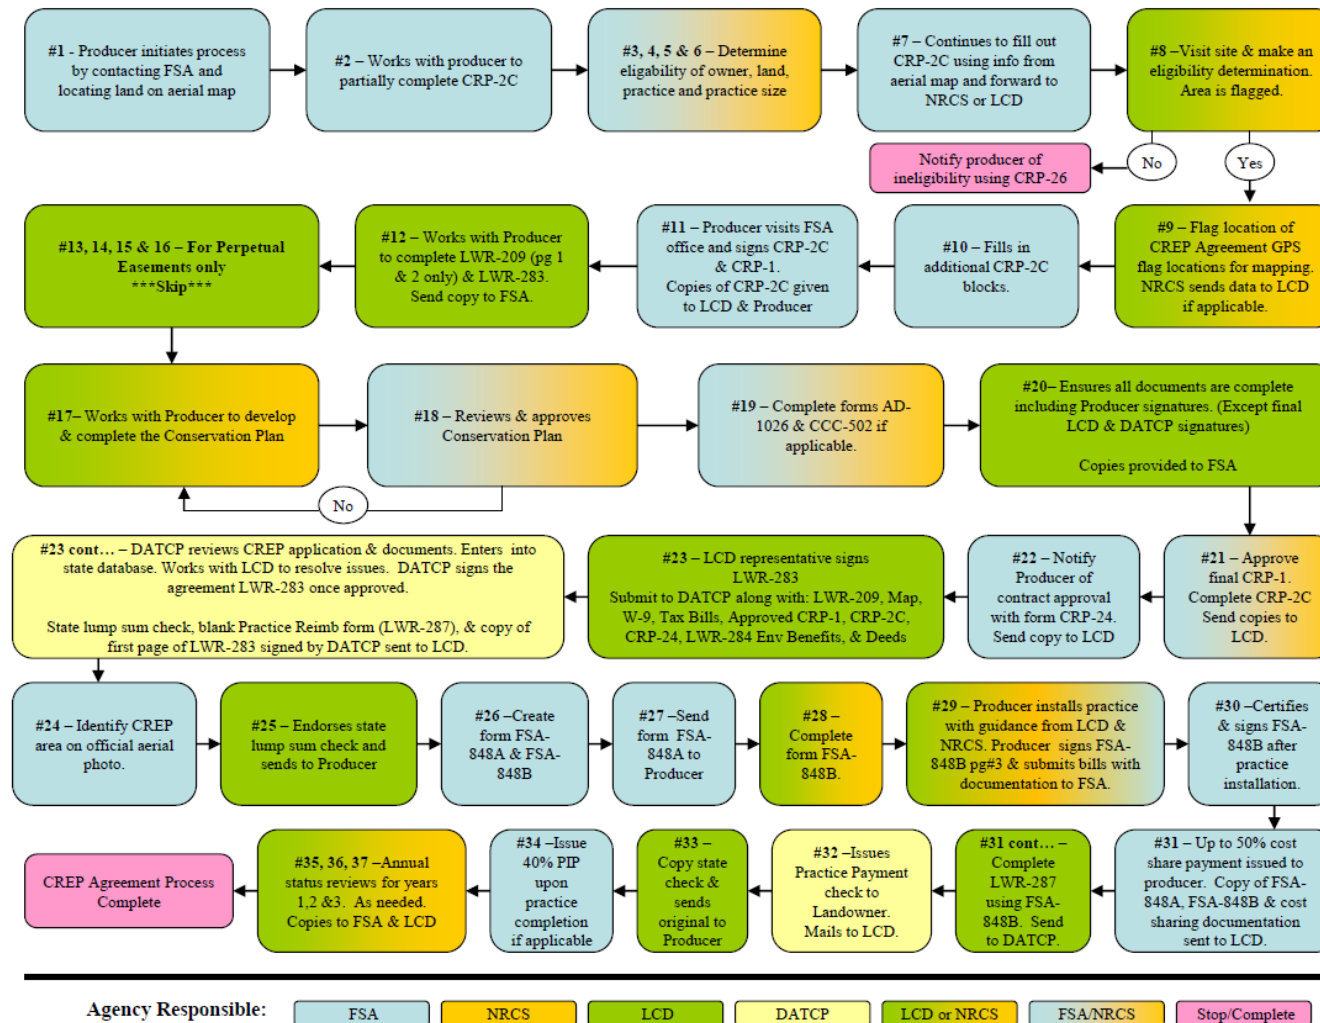 #1 - Producer initiates process
by contacting FSA and
locating land on aerial map
#2 – Works with producer to
partially complete CRP-2C
#3, 4, 5 & 6 – Determine
eligability of owner, land,
practice and practice size
#7 – Continues to fill out
CRP-2C using info from
aerial map and forward to
NRCS or LCD
#8 – Visit site & make an
eligibility determination.
Area is flagged.
No
Yes
Notify producer of
ineligibility using CRP-26
#9 – Flag location of
CREP Agreement GPS
flag locations for mapping.
NRCS sends data to LCD
if applicable.
#10 – Fills in
additional CRP-2C
blocks.
#11 – Producer visits FSA
office and signs CRP-2C
& CRP-1.
Copies of CRP-2C given
to LCD & Producer
#12 – Works with Producer
to complete LWR-209 (pg 1
& 2 only) & LWR-283.
Send copy to FSA.
#13, 14, 15 & 16 – For Perpetual
Easements only
***Skip***
#17– Works with Producer to develop
& complete the Conservation Plan
#18 – Reviews & approves
Conservation Plan
No
#19 – Complete forms AD-
1026 & CCC-502 if
applicable.
#20– Ensures all documents are complete
including Producer signatures. (Except final
LCD & DATCP signatures)
Copies provided to FSA
#21 – Approve
final CRP-1.
Complete CRP-2C
Send copies to
LCD.
#22 – Notify
Producer of
contract approval
with form CRP-24.
Send copy to LCD
#23 – LCD representative signs
LWR-283
Submit to DATCP along with: LWR-209, Map,
W-9, Tax Bills, Approved CRP-1, CRP-2C,
CRP-24, LWR-284 Env Benefits, & Deeds
#23 cont… – DATCP reviews CREP application & documents. Enters into
state database. Works with LCD to resolve issues. DATCP signs the
agreement LWR-283 once approved.
State lump sum check, blank Practice Reimb form (LWR-287), & copy of
first page of LWR-283 signed by DATCP sent to LCD.
#24 – Identify CREP
area on official aerial
photo.
#25 – Endorses state
lump sum check and
sends to Producer
#26 –Create
form FSA-
848A & FSA-
848B
#27 –Send
form FSA-
848A to
Producer
#28 –
Complete
form FSA-
848B.
#29 – Producer installs practice
with guidance from LCD &
NRCS. Producer signs FSA-
848B pg#3 & submits bills with
documentation to FSA.
#30 –Certifies
& signs FSA-
848B after
practice
installation.
#31 – Up to 50% cost
share payment issued to
producer. Copy of FSA-
848A, FSA-848B & cost
sharing documentation
sent to LCD.
#31 cont… –
Complete
LWR-287
using FSA-
848B. Send
to DATCP.
#32 –Issues
Practice Payment
check to
Landowner.
Mails to LCD.
#33 –
Copy state
check &
sends
original to
Producer
#34 – Issue
40% PIP
upon
practice
completion
if applicable
#35, 36, 37 –Annual
status reviews for years
1,2 &3. As needed.
Copies to FSA & LCD
CREP Agreement Process
Complete
Agency Responsible:
FSA
NRCS
LCD
DATCP
LCD or NRCS
FSA/NRCS
Stop/Complete